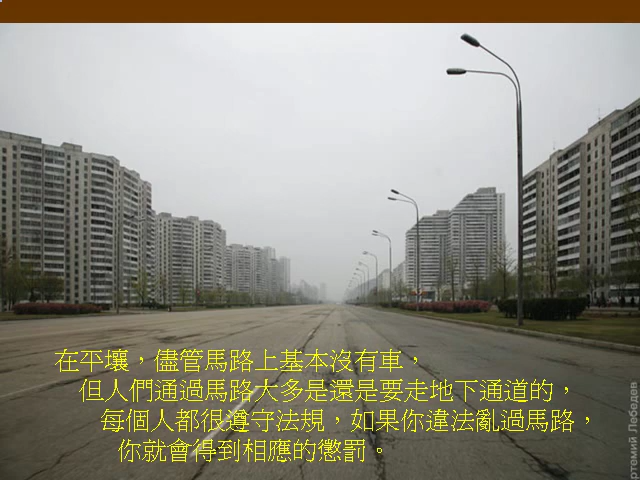 在平壤，儘管馬路上基本沒有車，
但人們通過馬路大多是還是要走地下通道的，
每個人都很遵守法規，如果你違法亂過馬路，
你就會得到相應的懲罰。
ртемий Лебедев